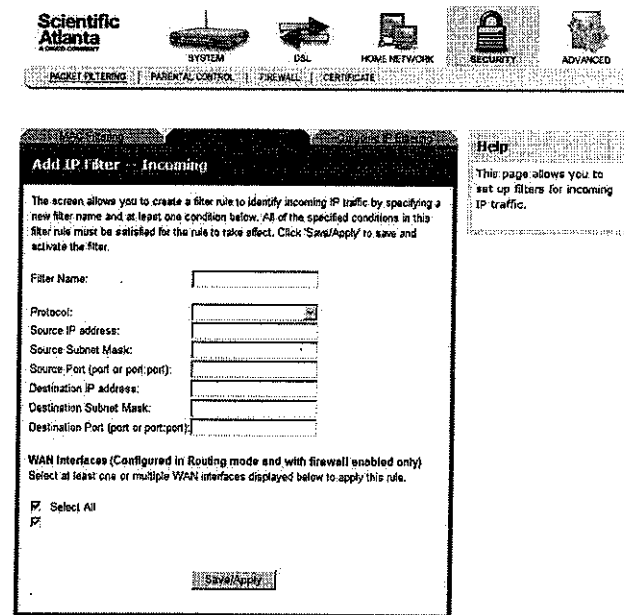 Scientific
Atlanta
A CISCO COMPANY
SYSTEM
DSL
HOME NETWORK
SECURITY
ADVANCED
PACKET FILTERING | PARENTAL CONTROL | FIREWALL | CERTIFICATE
Add IP Filter -- Incoming
The screen allows you to create a filter rule to identify incoming IP traffic by specifying a
new filter name and at least one condition below. All of the specified conditions in this
filter rule must be satisfied for the rule to take effect. Click 'Save/Apply' to save and
activate the filter.
Filter Name:
Protocol:
Source IP address:
Source Subnet Mask:
Source Port (port or port:port):
Destination IP address:
Destination Subnet Mask:
Destination Port (port or port:port):
WAN Interfaces (Configured in Routing mode and with firewall enabled only)
Select at least one or multiple WAN interfaces displayed below to apply this rule.
Select All
Save/Apply
Help
This page allows you to
set up filters for incoming
IP traffic.